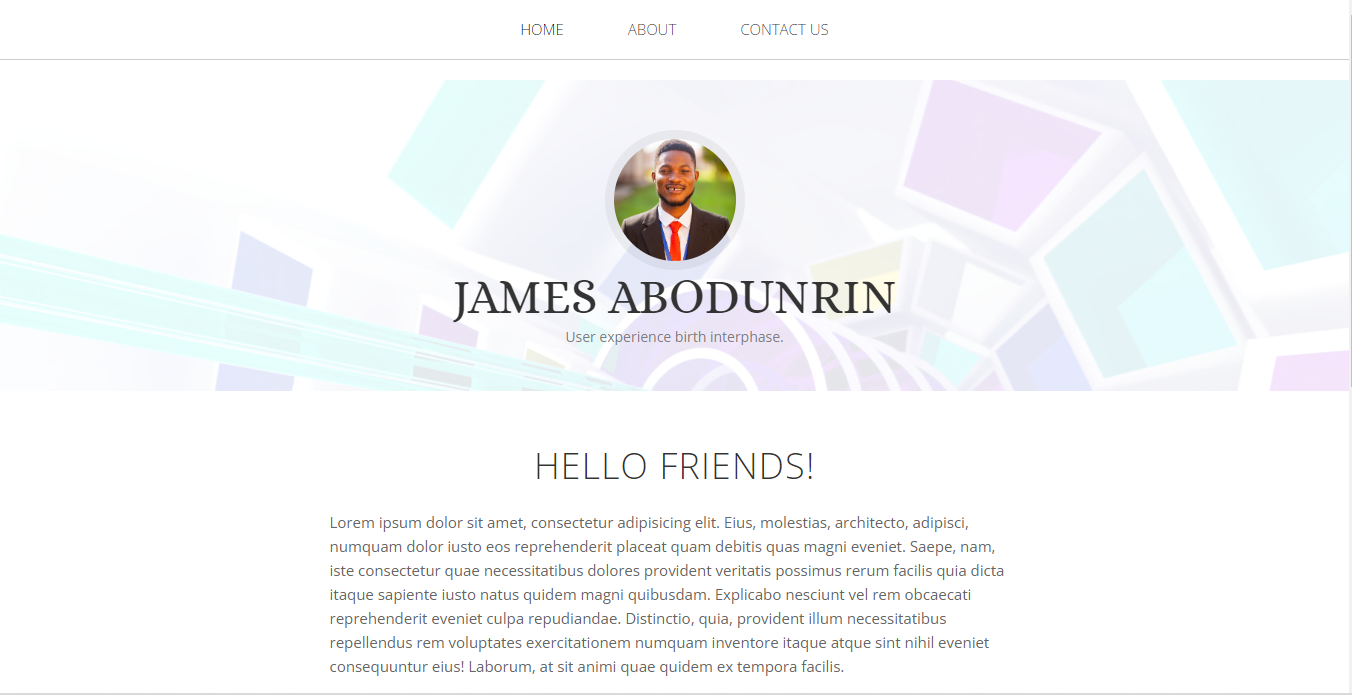 HOME ABOUT CONTACT US
JAMES ABODUNRIN
User experience birth interphase.
HELLO FRIENDS!
Lorem ipsum dolor sit amet, consectetur adipisicing elit. Eius, molestias, architecto, adipisci,
numquam dolor iusto eos reprehenderit placeat quam debitis quas magni eveniet. Saepe, nam,
iste consectetur quae necessitatibus dolores provident veritatis possimus rerum facilis quia dicta
itaque sapiente iusto natus quidem magni quibusdam. Explicabo nesciunt vel rem obcaecati
reprehenderit eveniet culpa repudiandae. Distinctio, quia, provident illum necessitatibus
repellendus rem voluptates exercitationem numquam inventore itaque atque sint nihil eveniet
consequuntur eius! Laborum, at sit animi quae quidem ex tempora facilis.